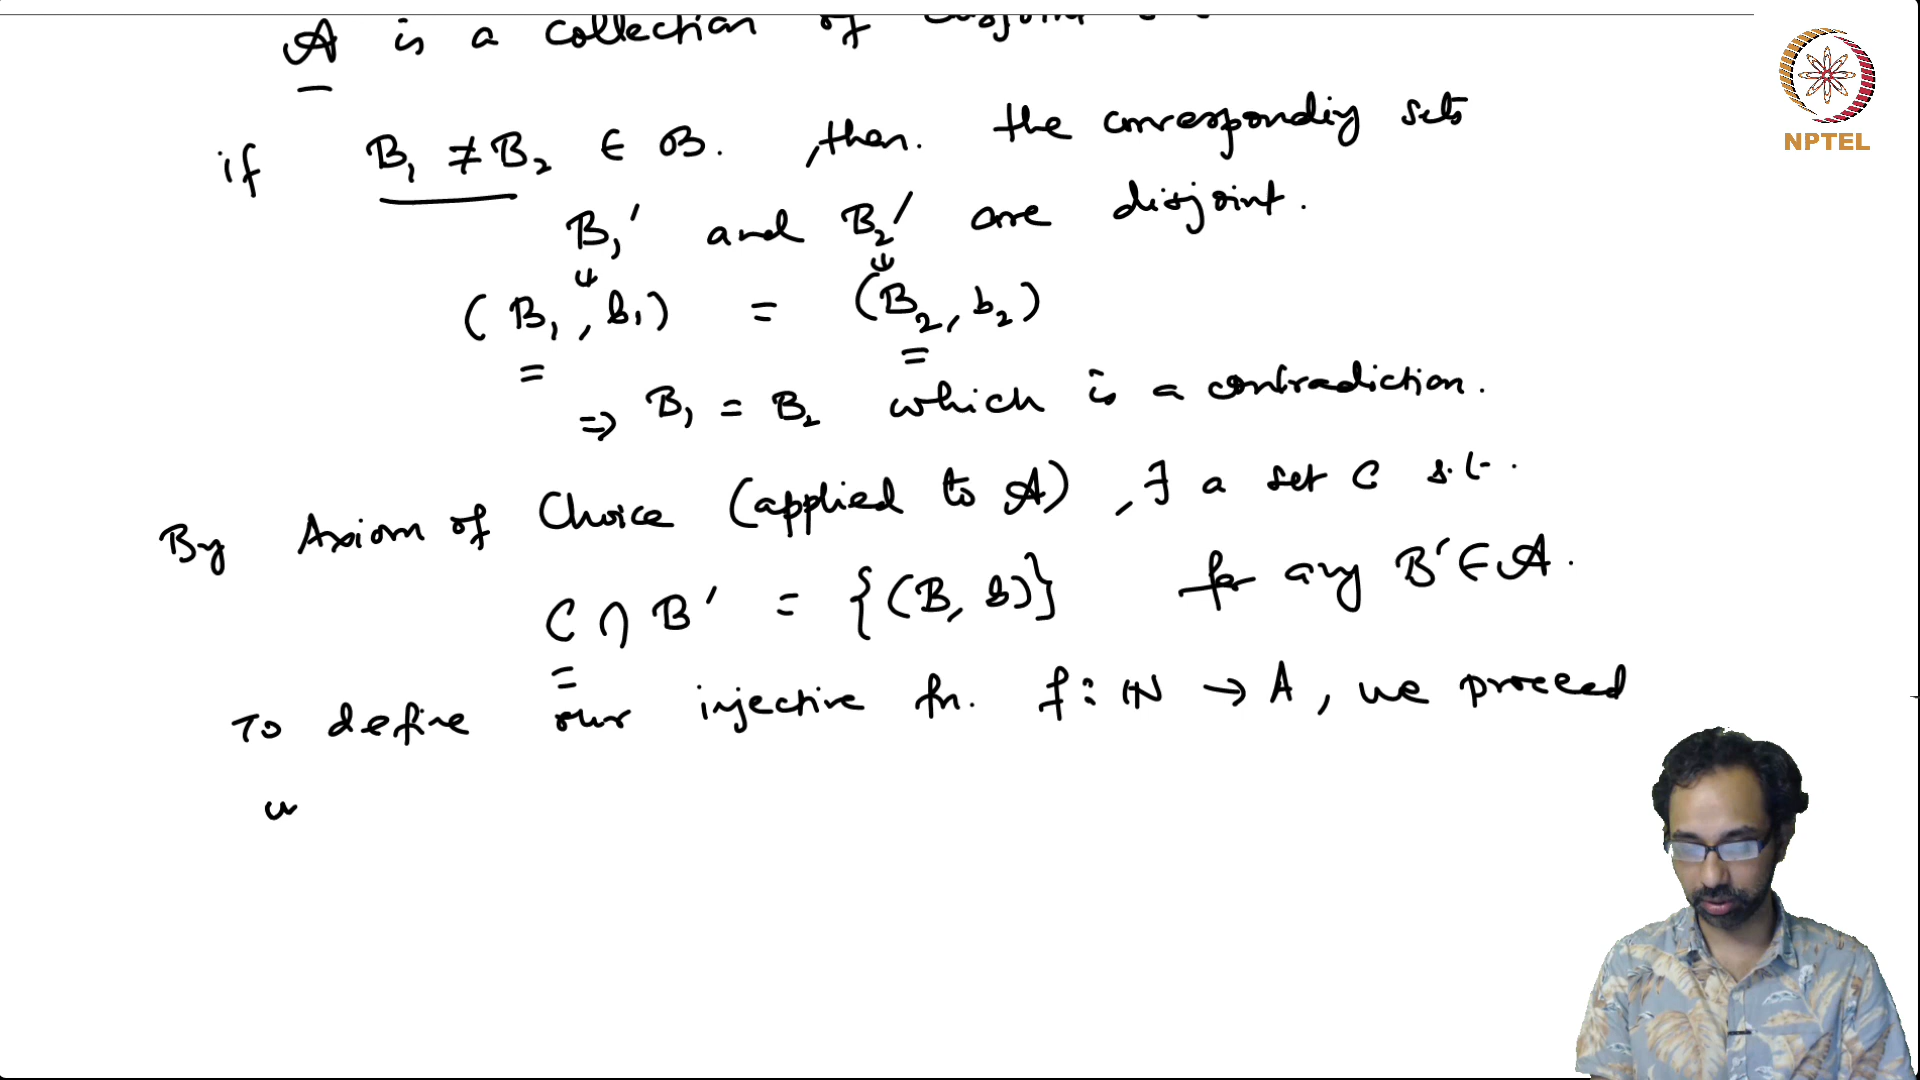 𝒜 is a collection of disjoint
if B₁ ≠ B₂ ∈ ℬ. , then. the corresponding sets
B₁′ and B₂′ are disjoint.
(B₁, b₁) = (B₂, b₂)
⇒ B₁ = B₂ which is a contradiction.
By Axiom of Choice (applied to 𝒜), ∃ a set C s.t.
C ∩ B′ = {(B, b)} for any B′ ∈ 𝒜.
To define our injective fn. f: ℕ → A, we proceed
NPTEL